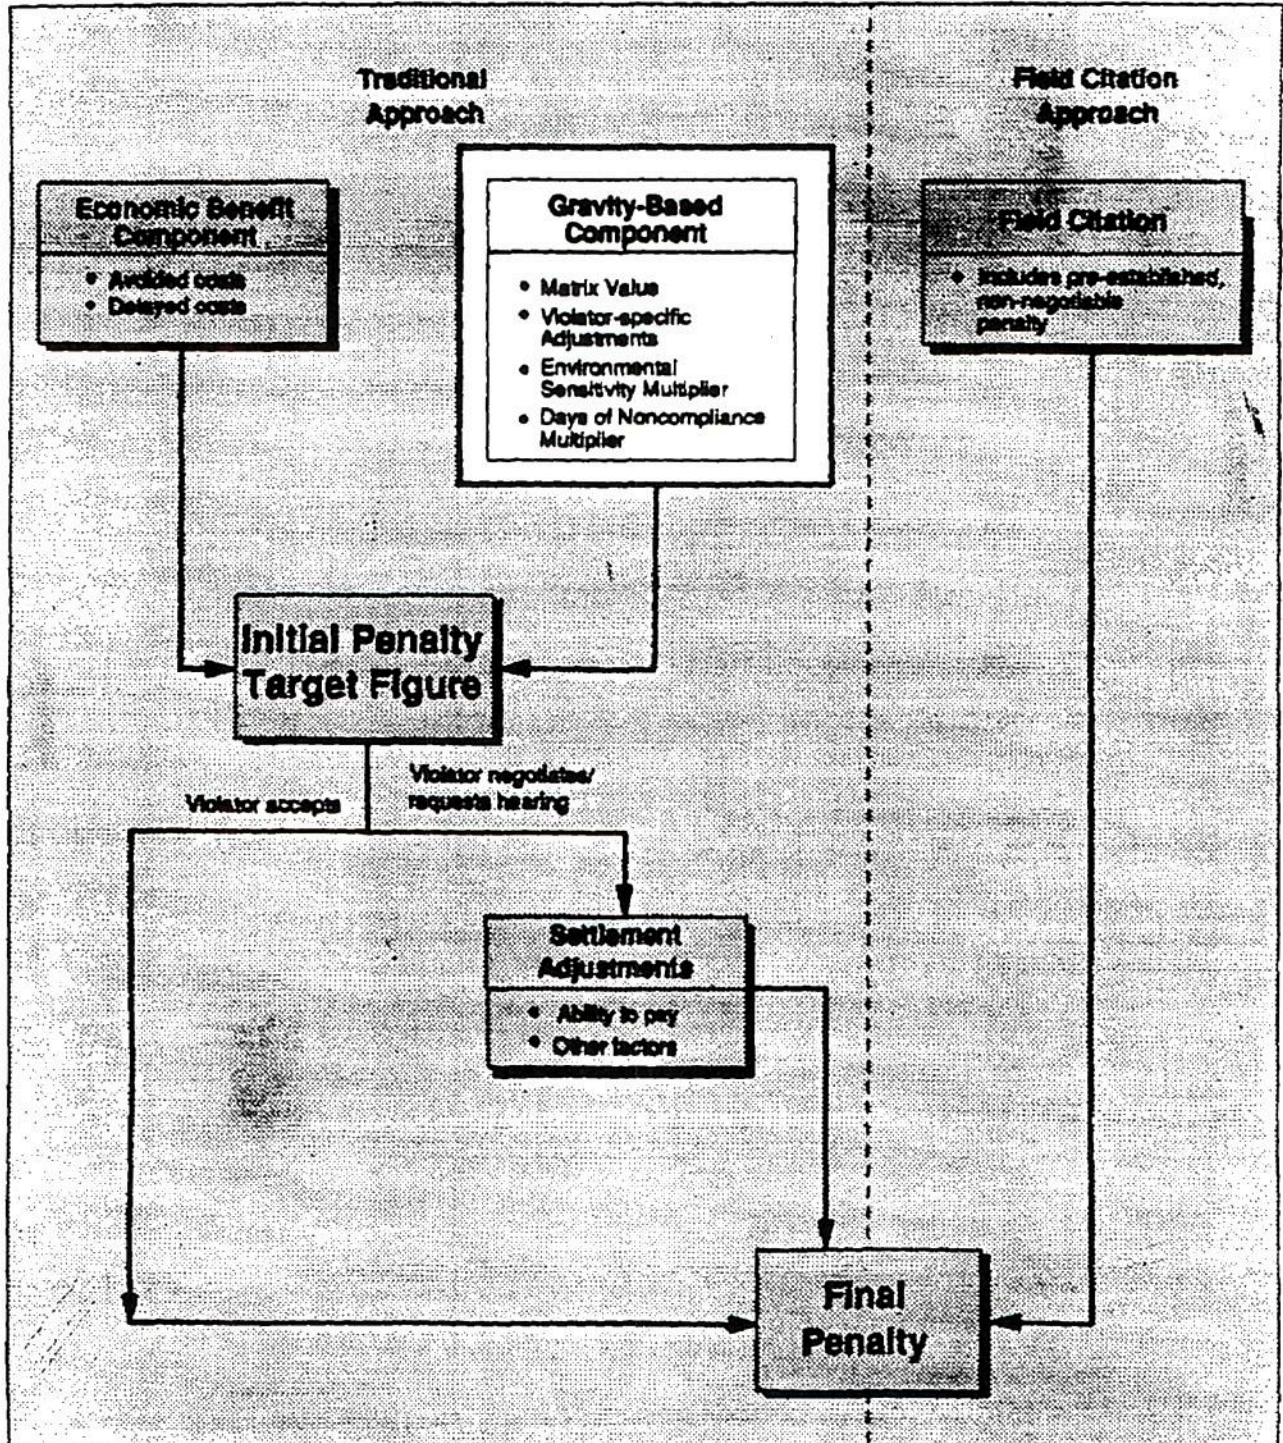 Traditional
Approach
Field Citation
Approach
Economic Benefit
Component
• Avoided costs
• Delayed costs
Gravity-Based
Component
• Matrix Value
• Violator-specific
Adjustments
• Environmental
Sensitivity Multiplier
• Days of Noncompliance
Multiplier
Field Citation
• Includes pre-established,
non-negotiable
penalty
Initial Penalty
Target Figure
Violator accepts
Violator negotiates/
requests hearing
Settlement
Adjustments
• Ability to pay
• Other factors
Final
Penalty